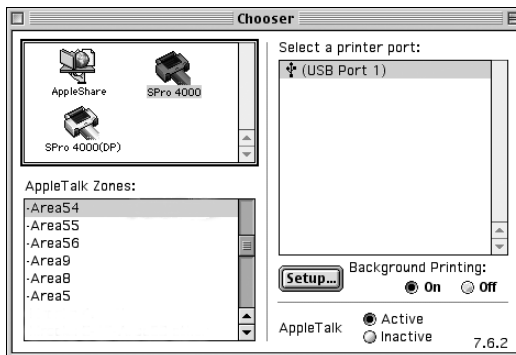 Chooser
AppleShare
SPro 4000
SPro 4000(DP)
AppleTalk Zones:
-Area54
-Area55
-Area56
-Area9
-Area8
-Area5
Select a printer port:
(USB Port 1)
Setup...
Background Printing:
On Off
AppleTalk
Active
Inactive
7.6.2